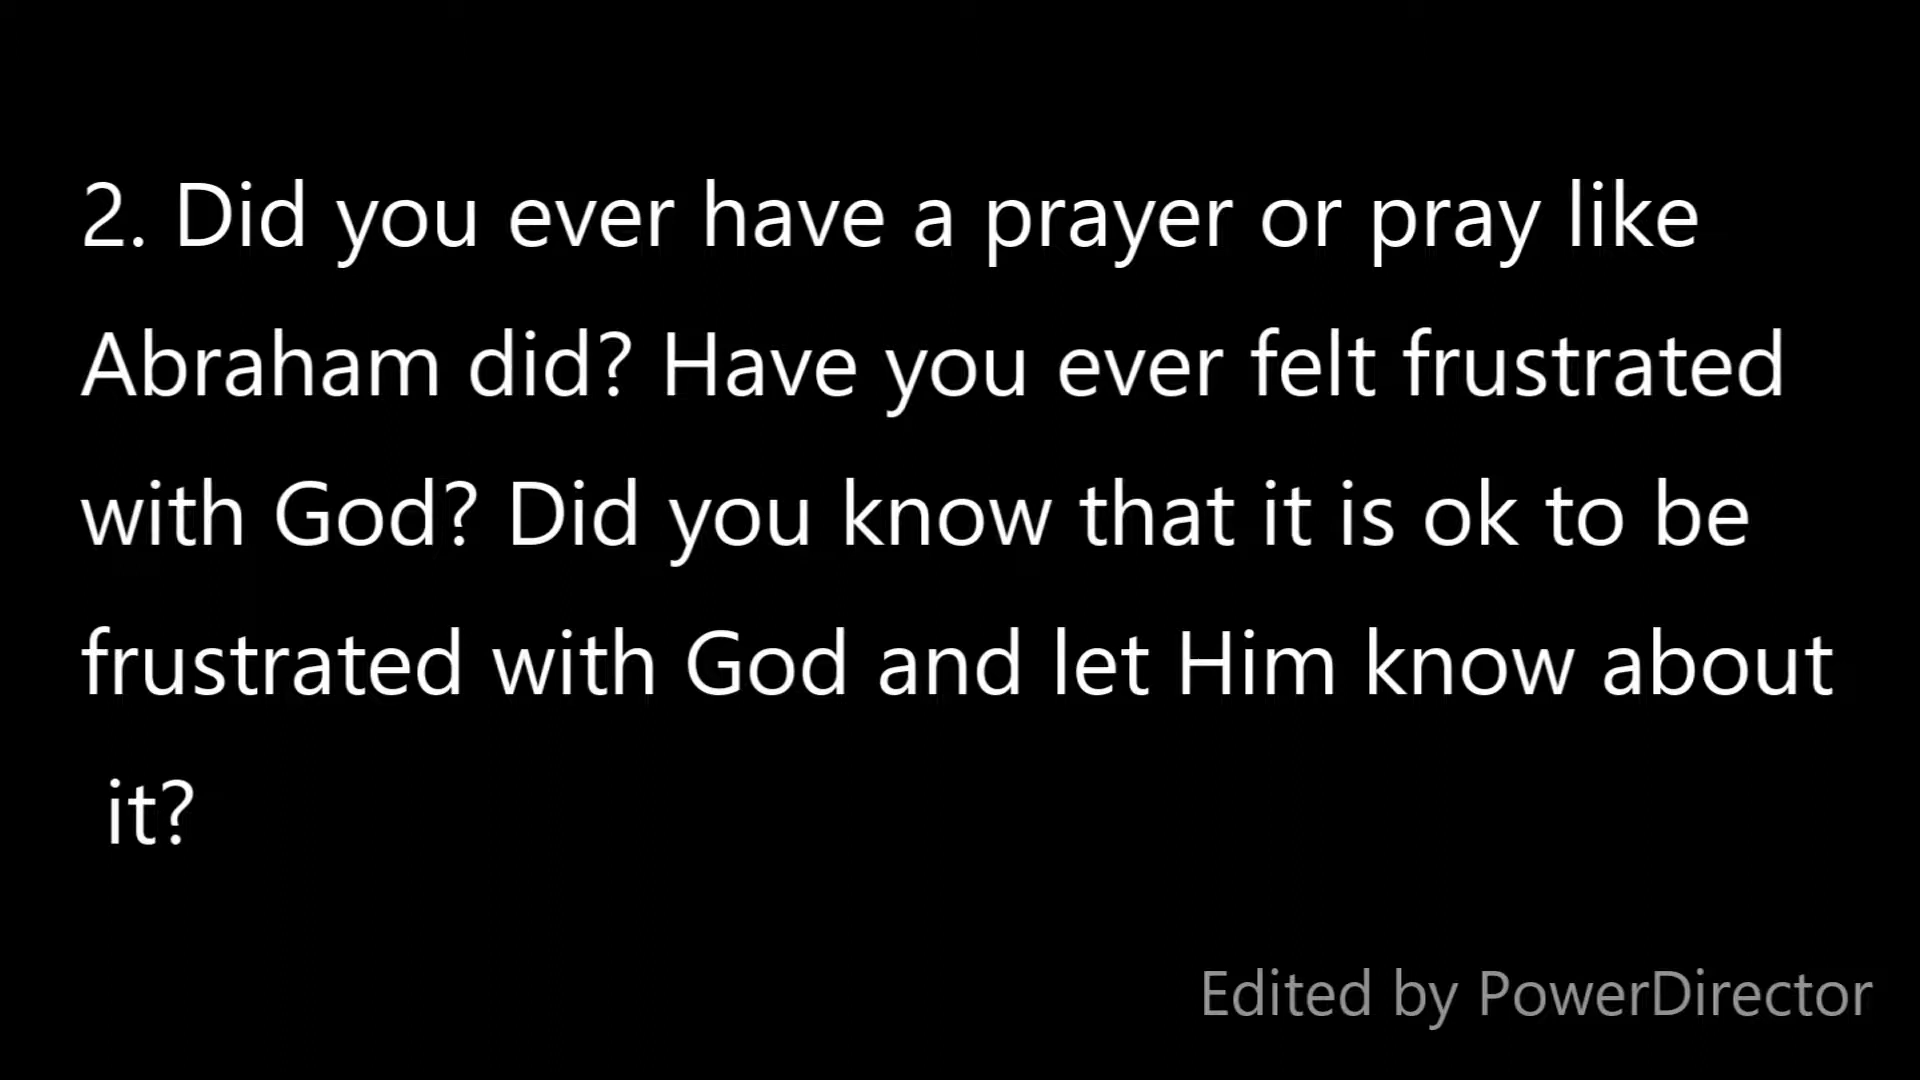 2. Did you ever have a prayer or pray like
Abraham did? Have you ever felt frustrated
with God? Did you know that it is ok to be
frustrated with God and let Him know about
it?
Edited by PowerDirector